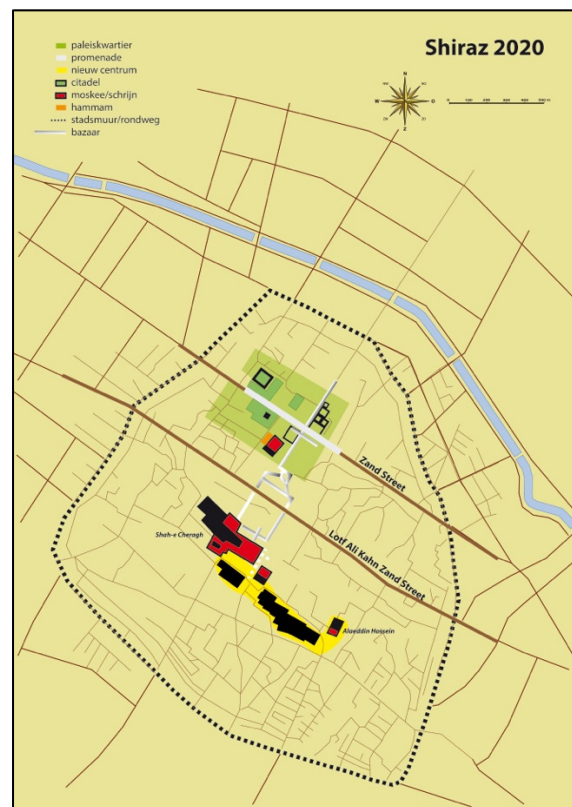 Shiraz 2020
paleiskwartier
promenade
nieuw centrum
citadel
moskee/schrijn
hammam
stadsmuur/rondweg
bazaar
N
W
O
Z
Zand Street
Lotf Ali Kahn Zand Street
Shah-e Cheragh
Alaeddin Hossein